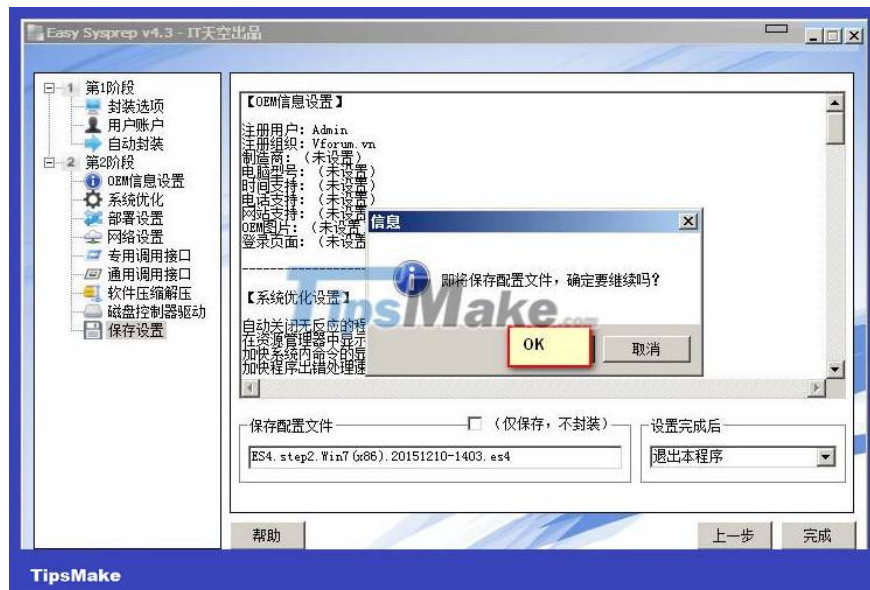 Easy Sysprep v4.3 - IT天空出品
1 第1阶段
封装选项
用户账户
自动封装
2 第2阶段
OEM信息设置
系统优化
部署设置
网络设置
专用调用接口
通用调用接口
软件压缩解压
磁盘控制器驱动
保存设置
【OEM信息设置】
注册用户: Admin
注册组织: Vforum.vn
制造商: (未设置)
电脑型号: (未设置)
时间支持: (未设置)
电话支持: (未设置)
网站支持: (未设置
OEM图片: (未设置
登录页面: (未设置
--------------------
【系统优化设置】
自动关闭无反应的程
在资源管理器中显示
加快系统内命令的显
加快程序出错处理速
信息
即将保存配置文件，确定要继续吗?
OK
取消
TipsMake.com
保存配置文件
(仅保存，不封装)
ES4.step2.Win7(x86).20151210-1403.es4
设置完成后
退出本程序
帮助
上一步
完成
TipsMake